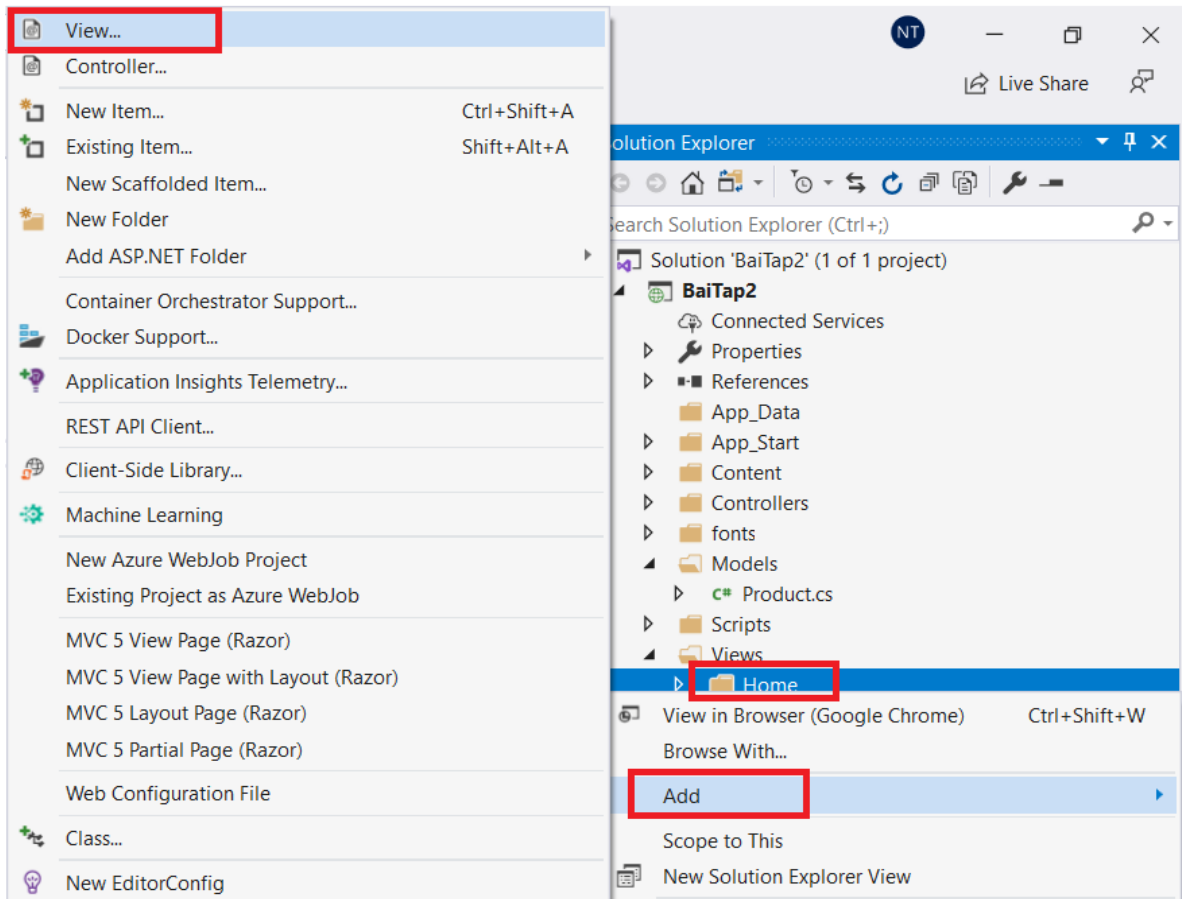 View...
Controller...
New Item... Ctrl+Shift+A
Existing Item... Shift+Alt+A
New Scaffolded Item...
New Folder
Add ASP.NET Folder
Container Orchestrator Support...
Docker Support...
Application Insights Telemetry...
REST API Client...
Client-Side Library...
Machine Learning
New Azure WebJob Project
Existing Project as Azure WebJob
MVC 5 View Page (Razor)
MVC 5 View Page with Layout (Razor)
MVC 5 Layout Page (Razor)
MVC 5 Partial Page (Razor)
Web Configuration File
Class...
New EditorConfig
NT
Live Share
olution Explorer
Search Solution Explorer (Ctrl+;)
Solution 'BaiTap2' (1 of 1 project)
BaiTap2
Connected Services
Properties
References
App_Data
App_Start
Content
Controllers
fonts
Models
C# Product.cs
Scripts
Views
Home
View in Browser (Google Chrome) Ctrl+Shift+W
Browse With...
Add
Scope to This
New Solution Explorer View